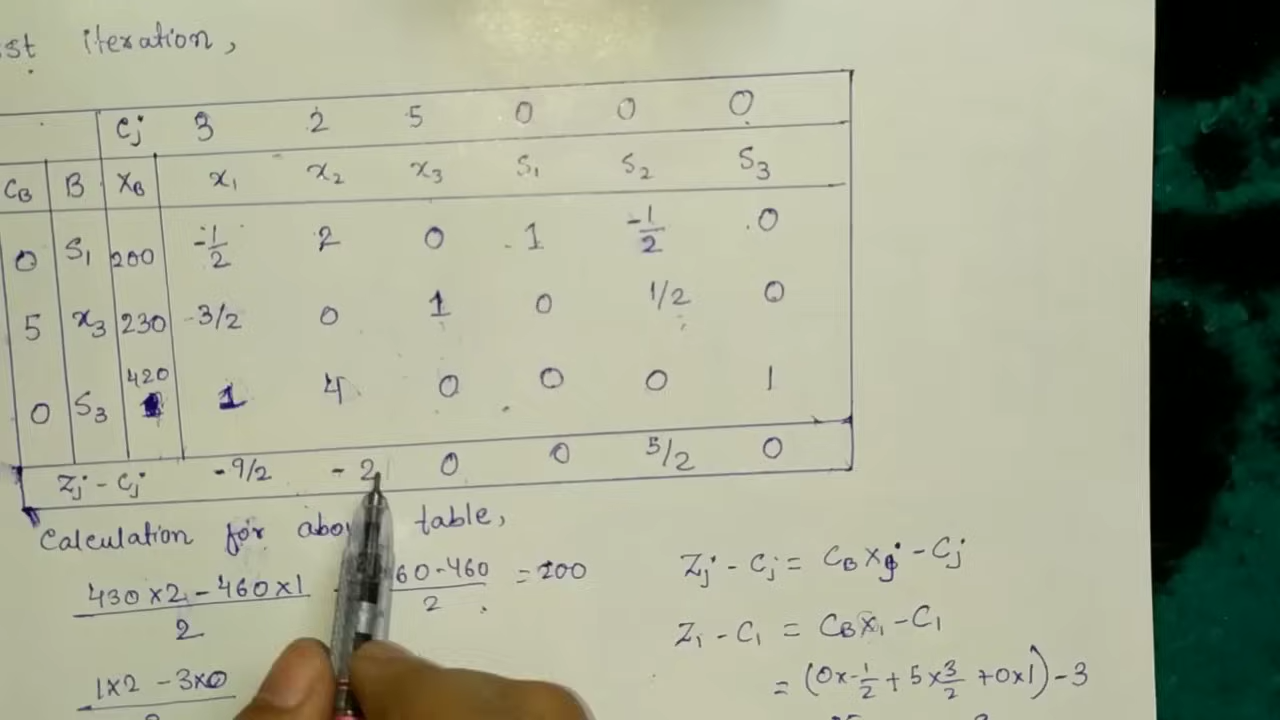 st iteration,
Cj 3 2 5 0 0 0
CB B XB x1 x2 x3 S1 S2 S3
0 S1 200 -1/2 2 0 1 -1/2 0
5 x3 230 3/2 0 1 0 1/2 0
0 S3 420 1 4 0 0 0 1
Zj - Cj -9/2 -2 0 0 5/2 0
Calculation for abo table,
430×2 - 460×1 / 2 60-460 / 2 = 200
1×2 - 3×0
Zj - Cj = CB xj - Cj
Z1 - C1 = CB x1 - C1
= (0×-1/2 + 5×3/2 + 0×1) - 3